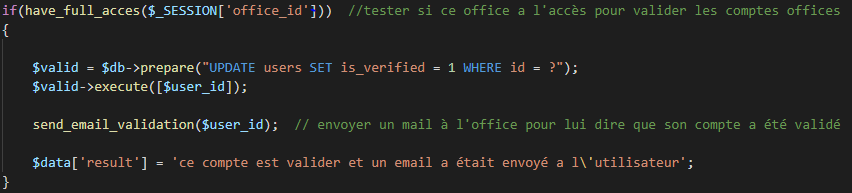 if(have_full_acces($_SESSION['office_id'])) //tester si ce office a l'accès pour valider les comptes offices
{
$valid = $db->prepare("UPDATE users SET is_verified = 1 WHERE id = ?");
$valid->execute([$user_id]);
send_email_validation($user_id); // envoyer un mail à l'office pour lui dire que son compte a été validé
$data['result'] = 'ce compte est valider et un email a était envoyé a l\'utilisateur';
}